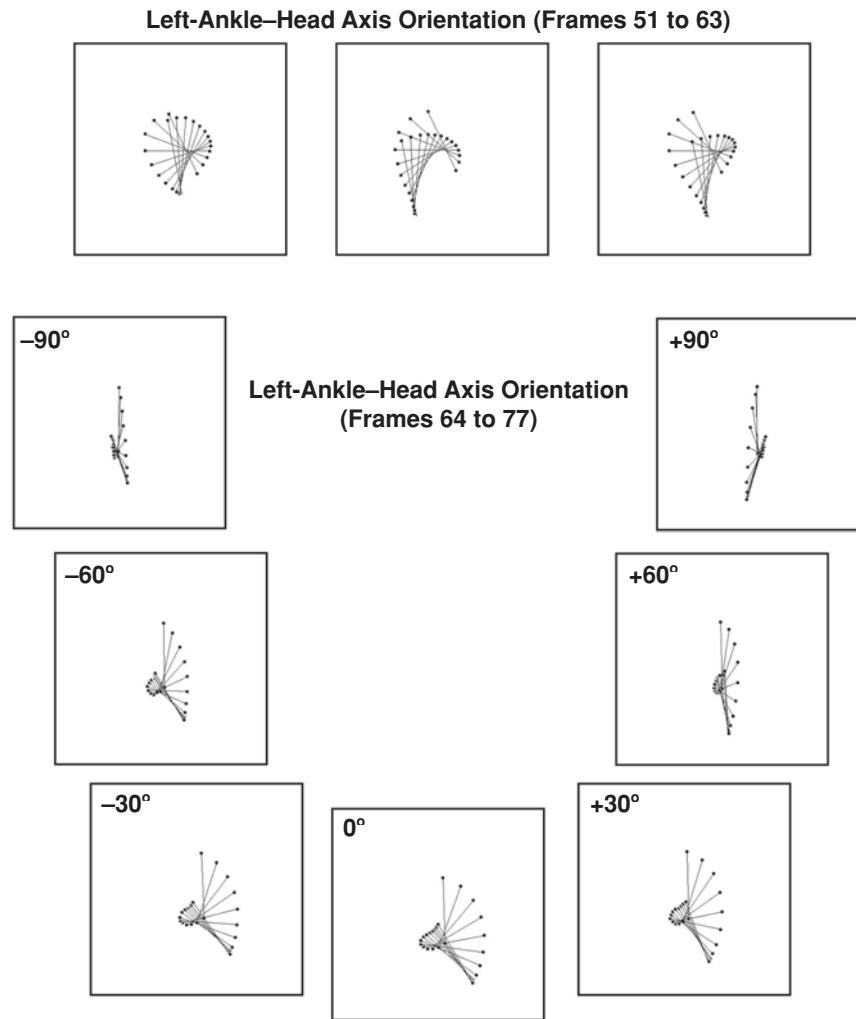 Left-Ankle–Head Axis Orientation (Frames 51 to 63)
–90º
+90º
Left-Ankle–Head Axis Orientation
(Frames 64 to 77)
–60º
+60º
–30º
0º
+30º